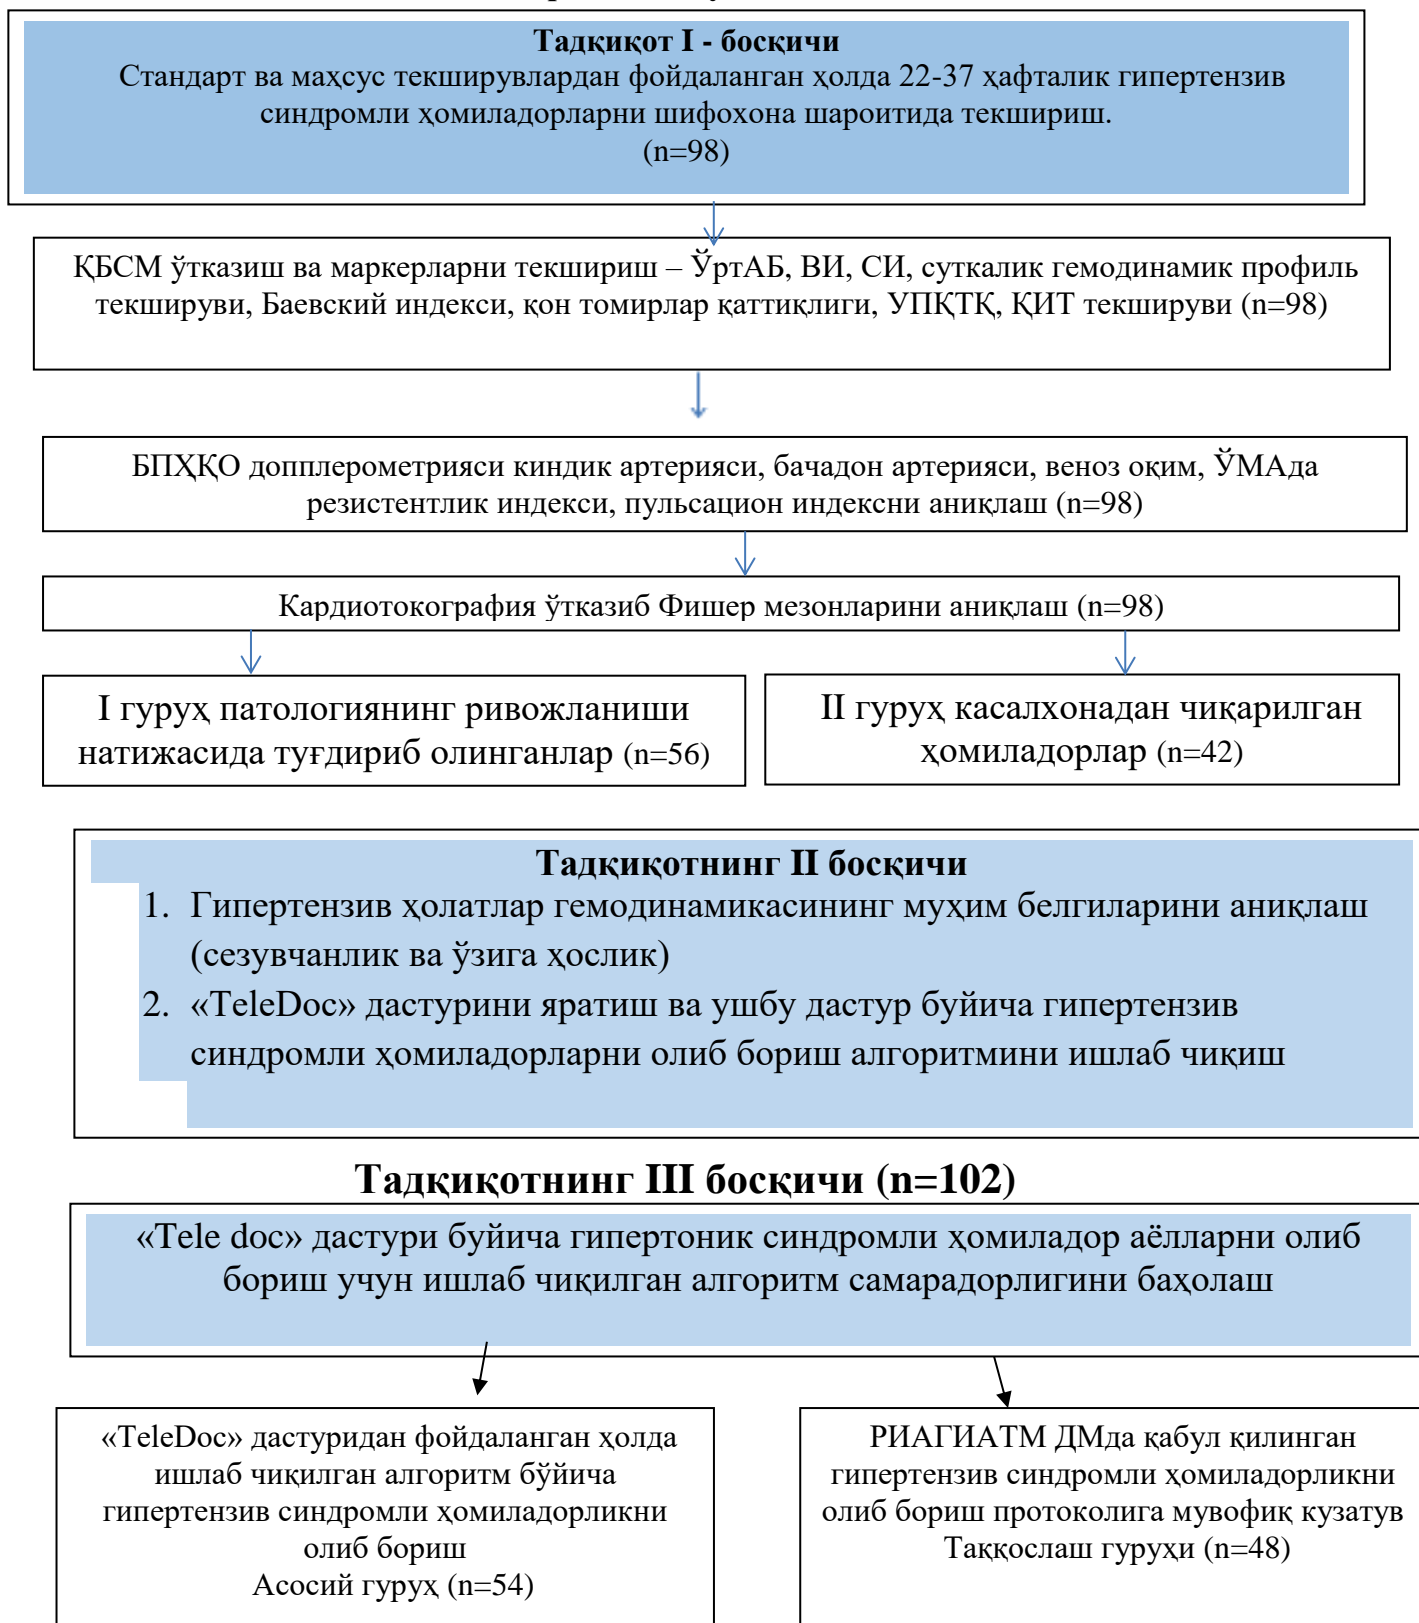 Тадқиқот I - босқичи
Стандарт ва маҳсус текширувлардан фойдаланган ҳолда 22-37 ҳафталик гипертензив
синдромли ҳомиладорларни шифохона шароитида текшириш.
(n=98)
ҚБСМ ўтказиш ва маркерларни текшириш – ЎртАБ, ВИ, СИ, суткалик гемодинамик профиль
текшируви, Баевский индекси, қон томирлар қаттиқлиги, УПҚТҚ, ҚИТ текшируви (n=98)
БПҲҚО допплерометрияси киндик артерияси, бачадон артерияси, веноз оқим, ЎМАда
резистентлик индекси, пульсацион индексни аниқлаш (n=98)
Кардиотокография ўтказиб Фишер мезонларини аниқлаш (n=98)
I гуруҳ патологиянинг ривожланиши
натижасида туғдириб олинганлар (n=56)
II гуруҳ касалхонадан чиқарилган
ҳомиладорлар (n=42)
Тадқиқотнинг II босқичи
1. Гипертензив ҳолатлар гемодинамикасининг муҳим белгиларини аниқлаш
(сезувчанлик ва ўзига ҳослик)
2. «TeleDoc» дастурини яратиш ва ушбу дастур буйича гипертензив
синдромли ҳомиладорларни олиб бориш алгоритмини ишлаб чиқиш
Тадқиқотнинг III босқичи (n=102)
«Tele doc» дастури буйича гипертоник синдромли ҳомиладор аёлларни олиб
бориш учун ишлаб чиқилган алгоритм самарадорлигини баҳолаш
«TeleDoc» дастуридан фойдаланган ҳолда
ишлаб чиқилган алгоритм бўйича
гипертензив синдромли ҳомиладорликни
олиб бориш
Асосий гуруҳ (n=54)
РИАГИАТМ ДМда қабул қилинган
гипертензив синдромли ҳомиладорликни
олиб бориш протоколига мувофиқ кузатув
Таққослаш гуруҳи (n=48)